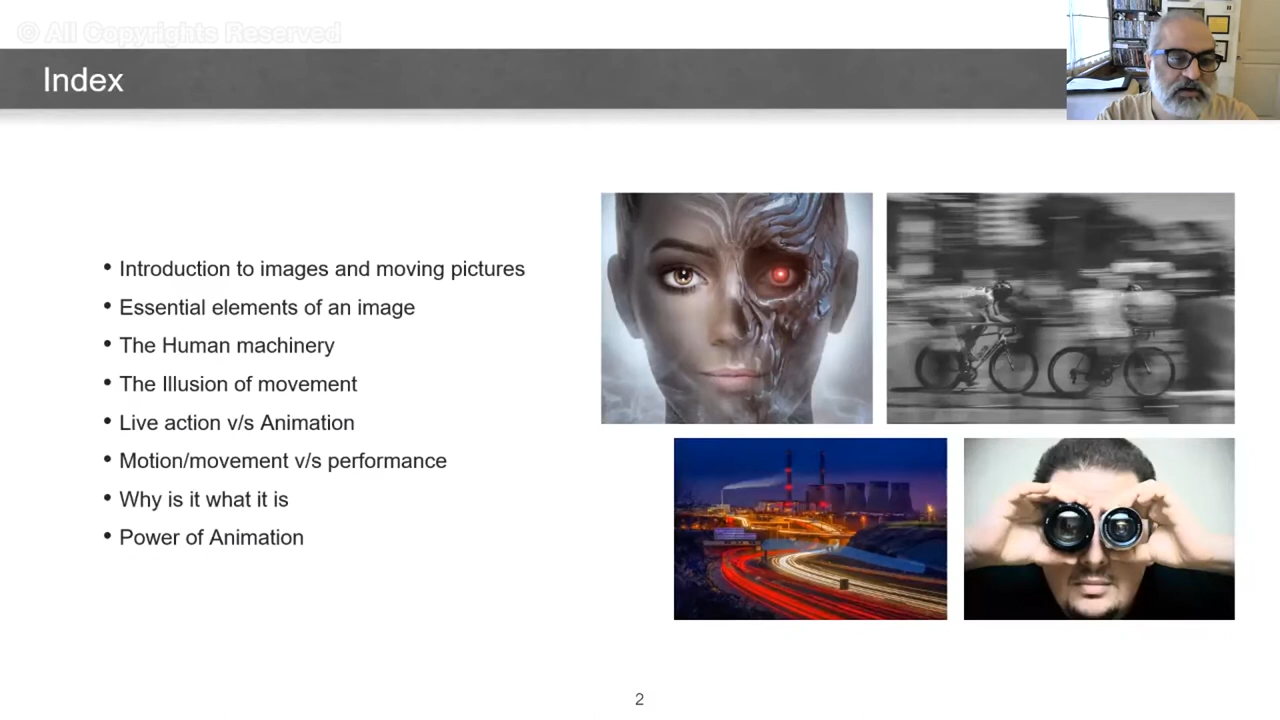 © All Copyrights Reserved
Index
• Introduction to images and moving pictures
• Essential elements of an image
• The Human machinery
• The Illusion of movement
• Live action v/s Animation
• Motion/movement v/s performance
• Why is it what it is
• Power of Animation
2